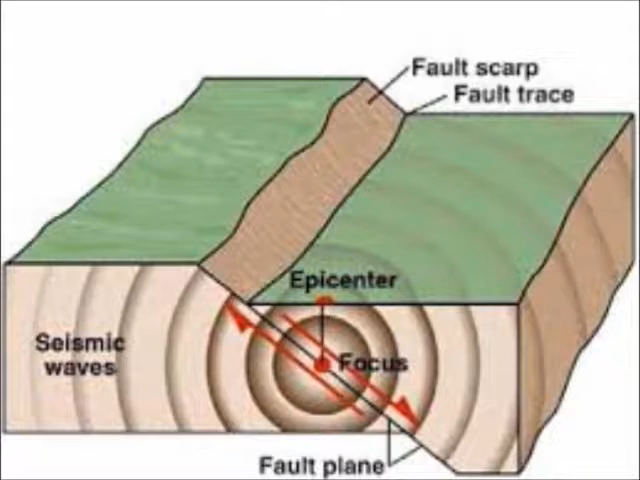 Fault scarp
Fault trace
Epicenter
Seismic
waves
Focus
Fault plane